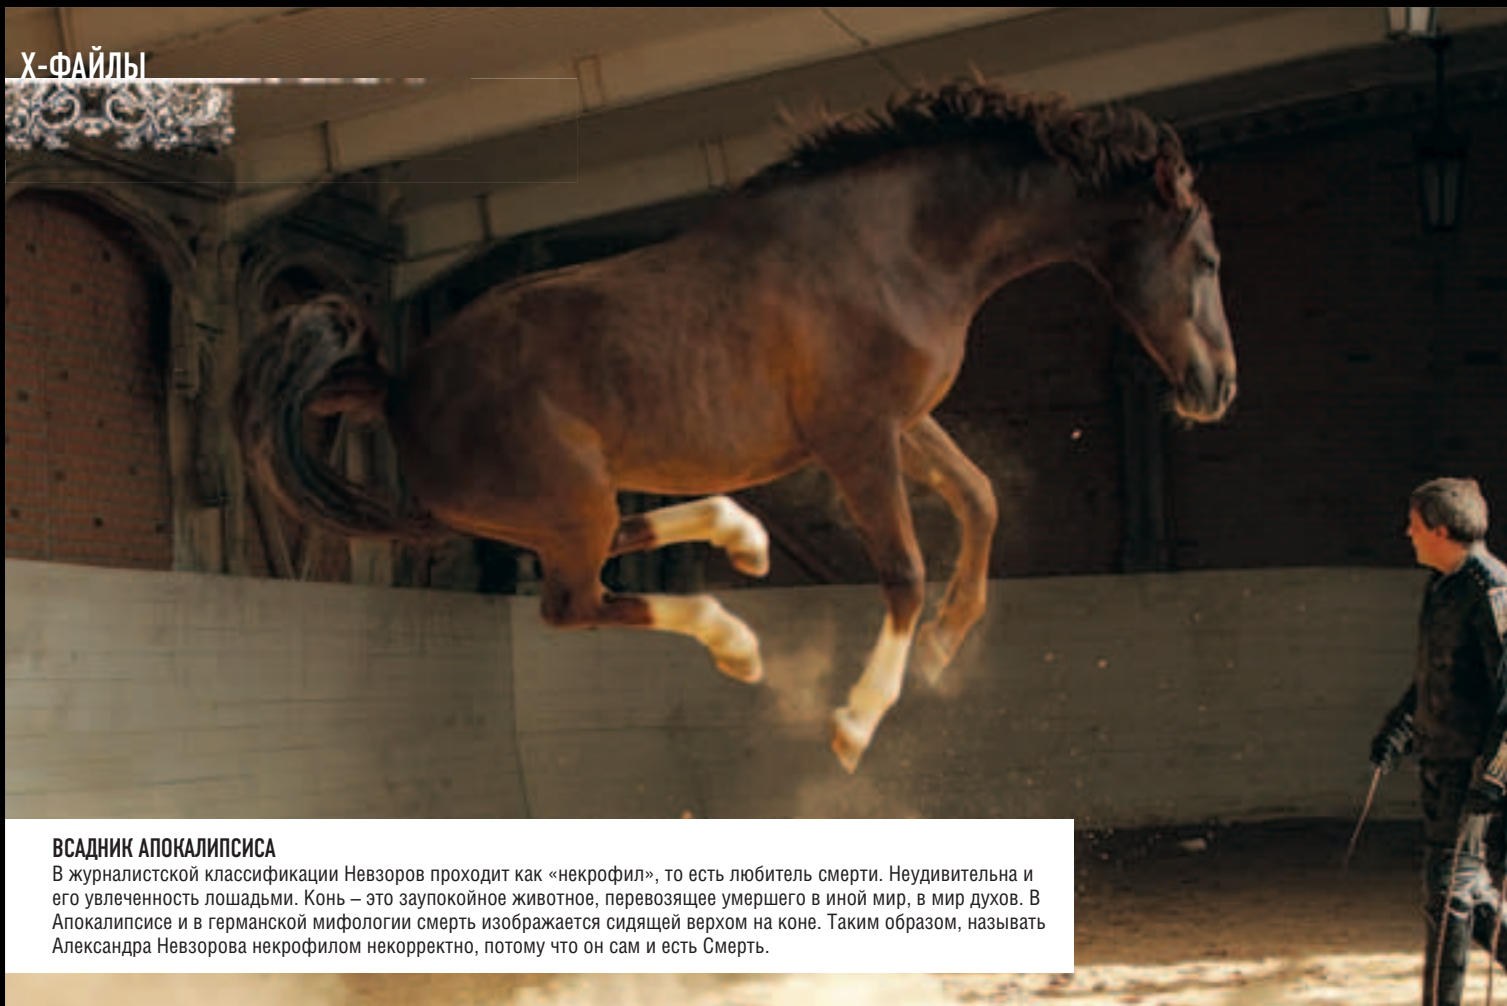 Х-ФАЙЛЫ
ВСАДНИК АПОКАЛИПСИСА
В журналистской классификации Невзоров проходит как «некрофил», то есть любитель смерти. Неудивительна и
его увлеченность лошадьми. Конь – это заупокойное животное, перевозящее умершего в иной мир, в мир духов. В
Апокалипсисе и в германской мифологии смерть изображается сидящей верхом на коне. Таким образом, называть
Александра Невзорова некрофилом некорректно, потому что он сам и есть Смерть.